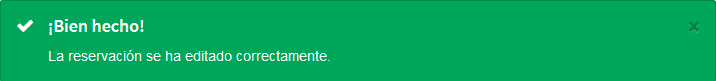 ¡Bien hecho!
La reservación se ha editado correctamente.